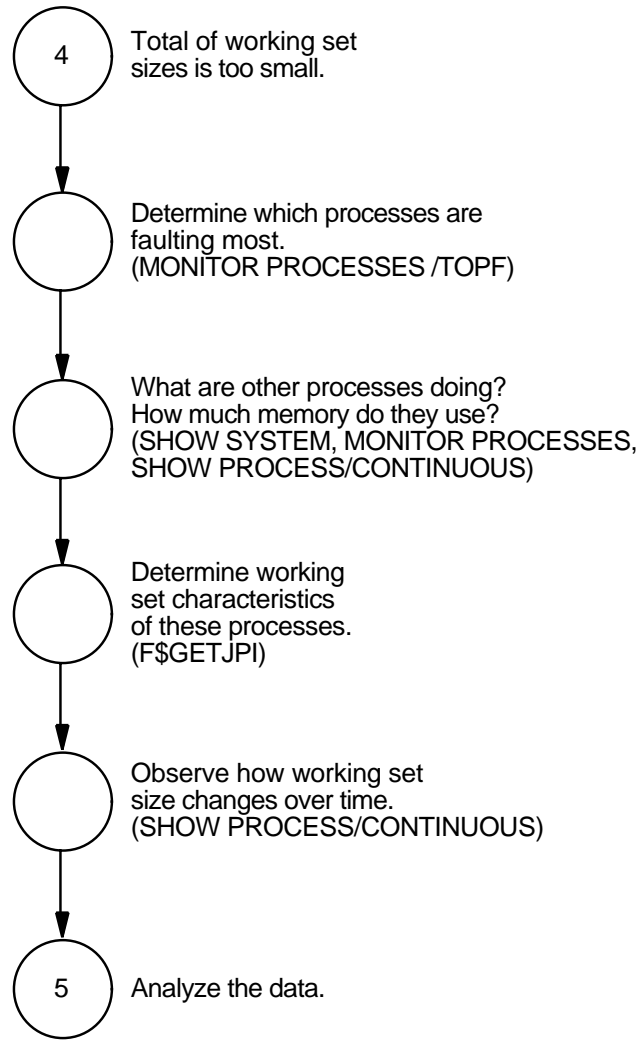 4
Total of working set
sizes is too small.
Determine which processes are
faulting most.
(MONITOR PROCESSES /TOPF)
What are other processes doing?
How much memory do they use?
(SHOW SYSTEM, MONITOR PROCESSES,
SHOW PROCESS/CONTINUOUS)
Determine working
set characteristics
of these processes.
(F$GETJPI)
Observe how working set
size changes over time.
(SHOW PROCESS/CONTINUOUS)
5
Analyze the data.